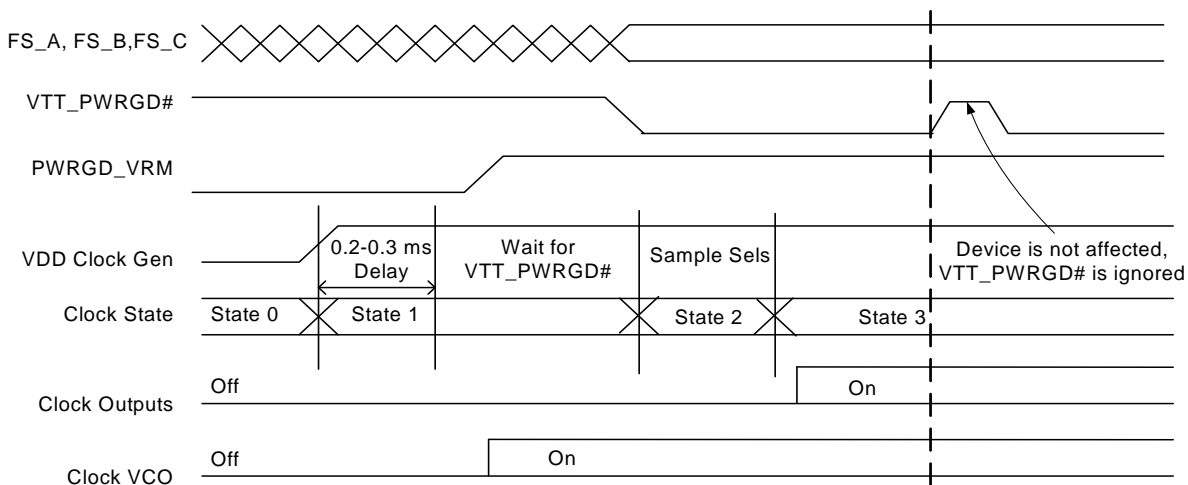 FS_A, FS_B,FS_C
VTT_PWRGD#
PWRGD_VRM
VDD Clock Gen
0.2-0.3 ms
Delay
Wait for
VTT_PWRGD#
Sample Sels
Device is not affected,
VTT_PWRGD# is ignored
Clock State
State 0
State 1
State 2
State 3
Clock Outputs
Off
On
Clock VCO
Off
On